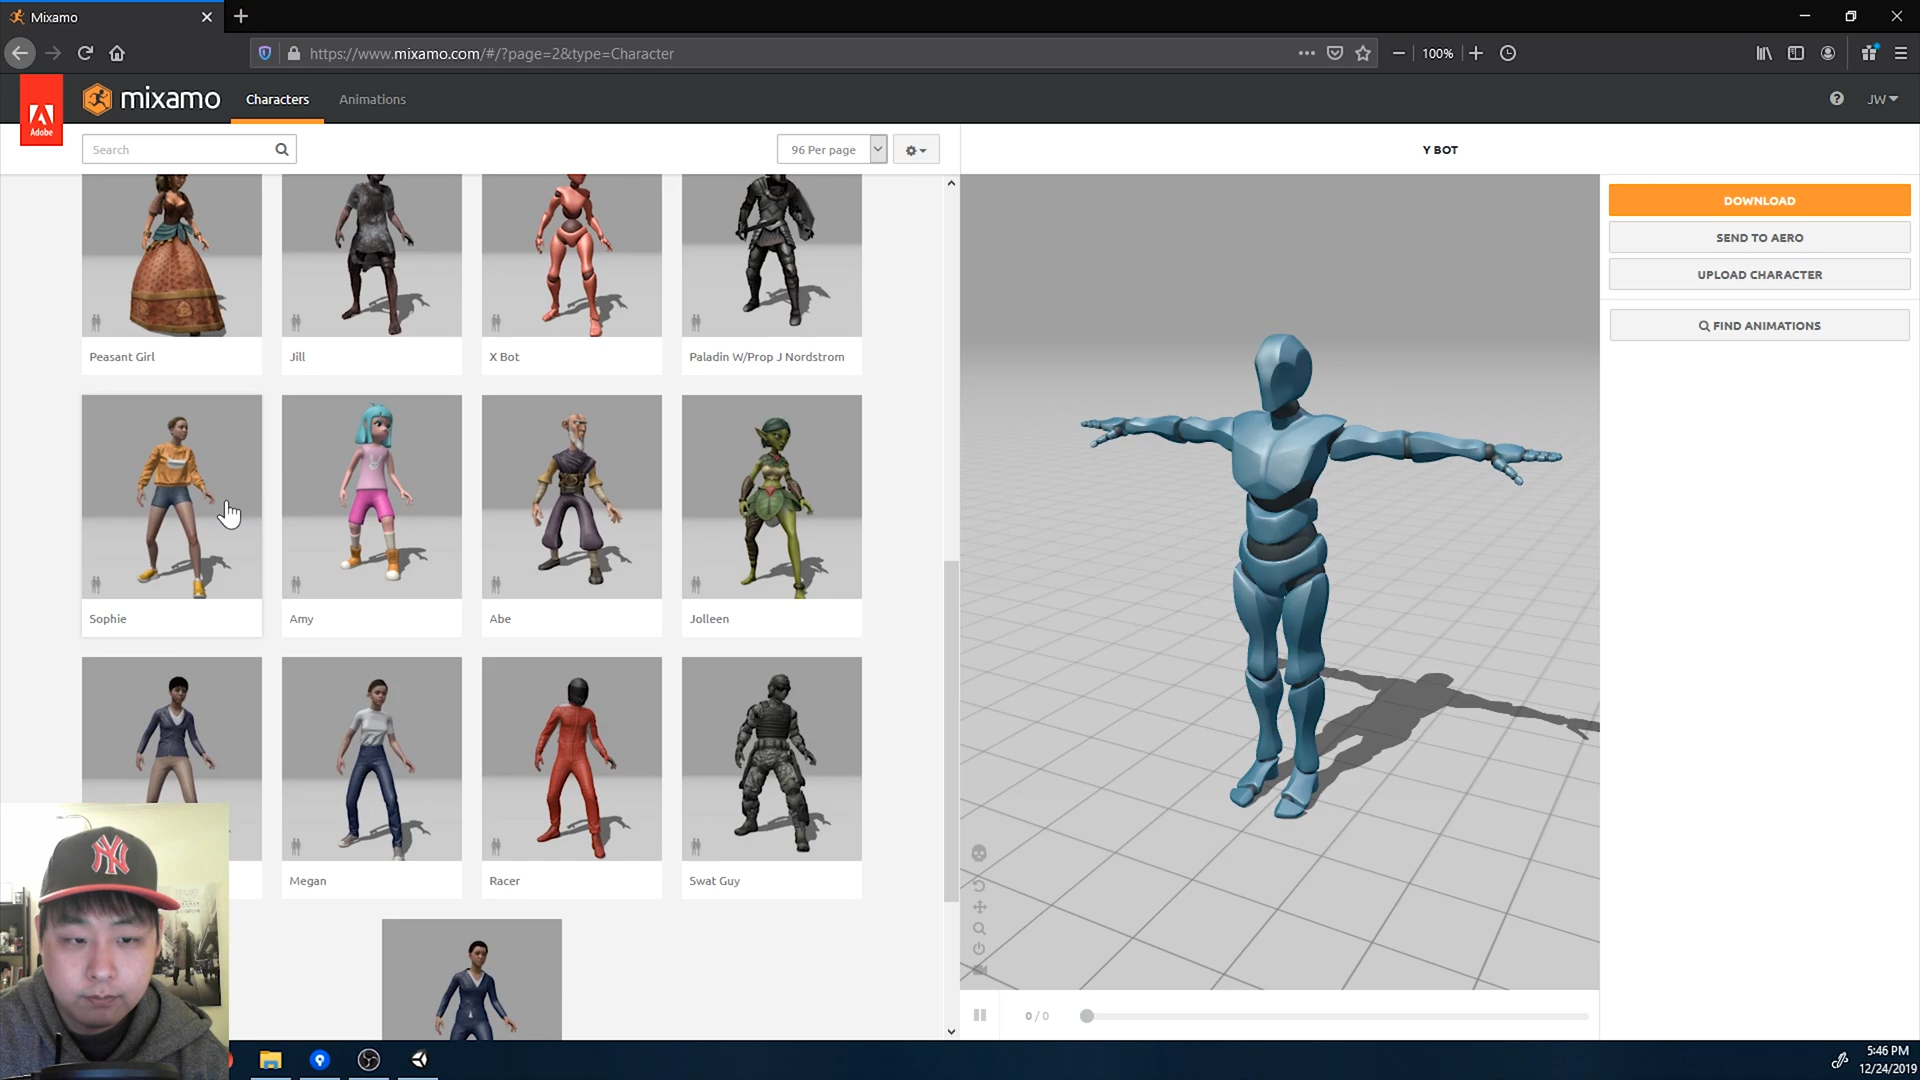 Mixamo
https://www.mixamo.com/#/?page=2&type=Character
100%
Adobe
mixamo
Characters
Animations
JW
Search
96 Per page
Y BOT
DOWNLOAD
SEND TO AERO
UPLOAD CHARACTER
FIND ANIMATIONS
Peasant Girl
Jill
X Bot
Paladin W/Prop J Nordstrom
Sophie
Amy
Abe
Jolleen
Megan
Racer
Swat Guy
NY
0 / 0
5:46 PM
12/24/2019